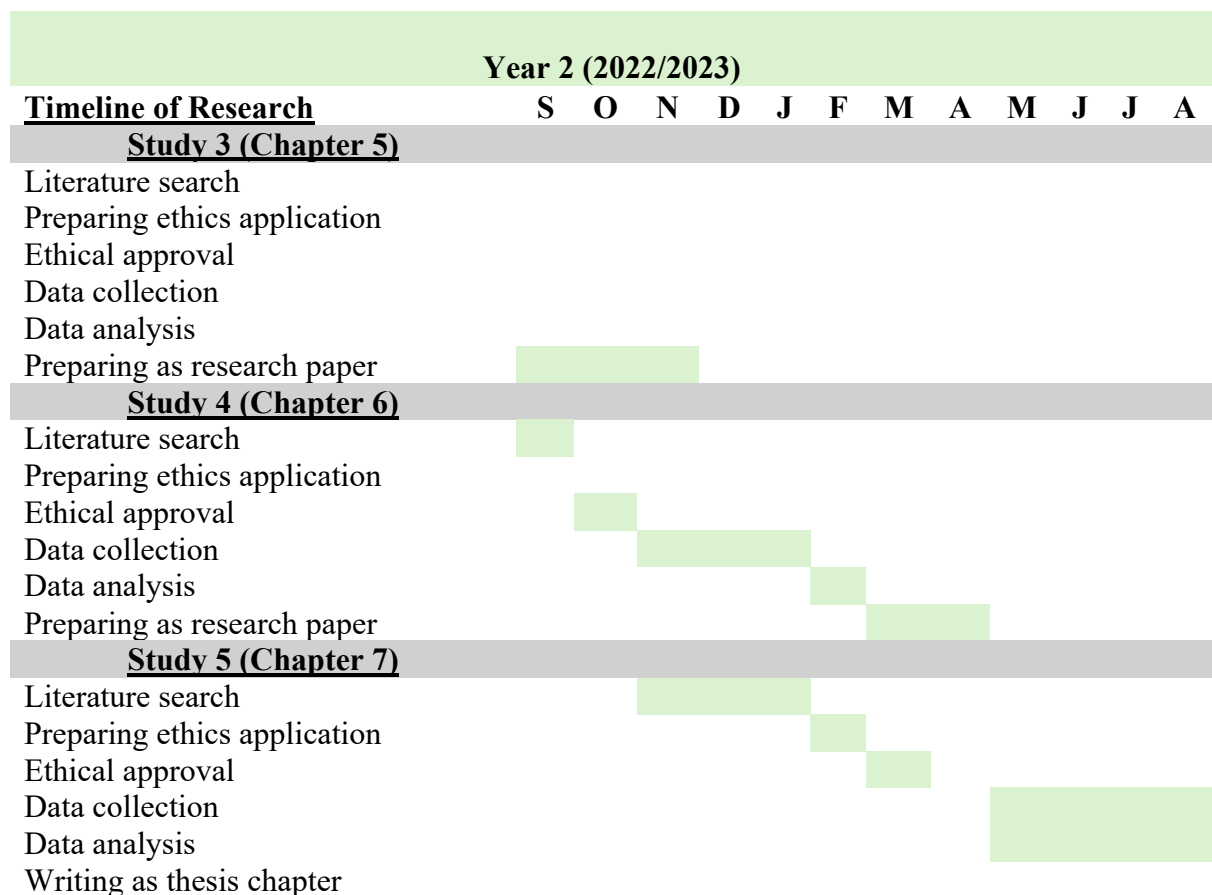 Year 2 (2022/2023)
Timeline of Research S O N D J F M A M J J A
Study 3 (Chapter 5)
Literature search
Preparing ethics application
Ethical approval
Data collection
Data analysis
Preparing as research paper
Study 4 (Chapter 6)
Literature search
Preparing ethics application
Ethical approval
Data collection
Data analysis
Preparing as research paper
Study 5 (Chapter 7)
Literature search
Preparing ethics application
Ethical approval
Data collection
Data analysis
Writing as thesis chapter